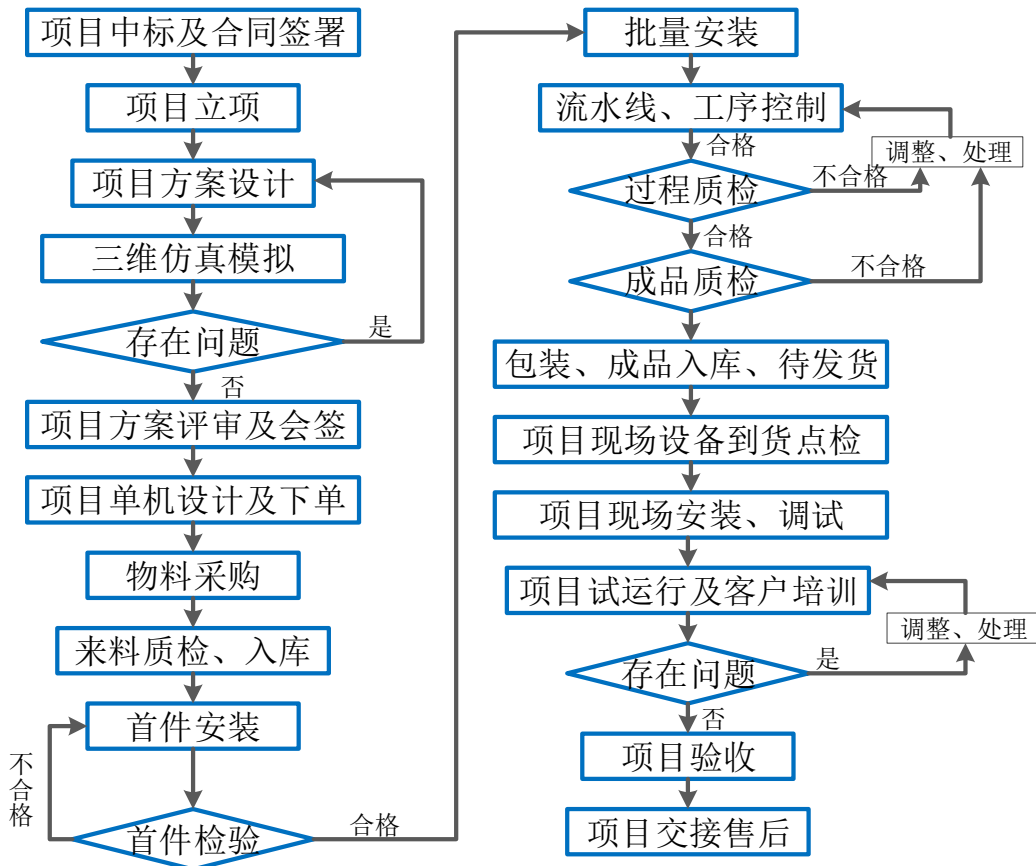 项目中标及合同签署
项目立项
项目方案设计
三维仿真模拟
存在问题
是
否
项目方案评审及会签
项目单机设计及下单
物料采购
来料质检、入库
首件安装
不合格
首件检验
合格
批量安装
流水线、工序控制
合格
调整、处理
过程质检
不合格
合格
成品质检
不合格
包装、成品入库、待发货
项目现场设备到货点检
项目现场安装、调试
项目试运行及客户培训
调整、处理
存在问题
是
否
项目验收
项目交接售后